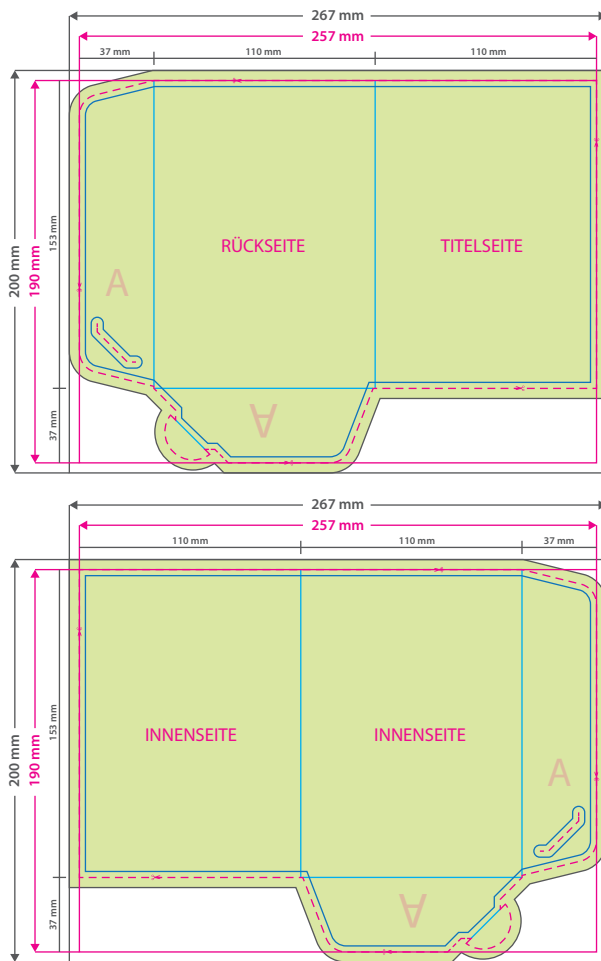 267 mm
257 mm
37 mm
110 mm
110 mm
200 mm
190 mm
153 mm
37 mm
RÜCKSEITE
TITELSEITE
A
A
267 mm
257 mm
110 mm
110 mm
37 mm
200 mm
190 mm
153 mm
37 mm
INNENSEITE
INNENSEITE
A
A